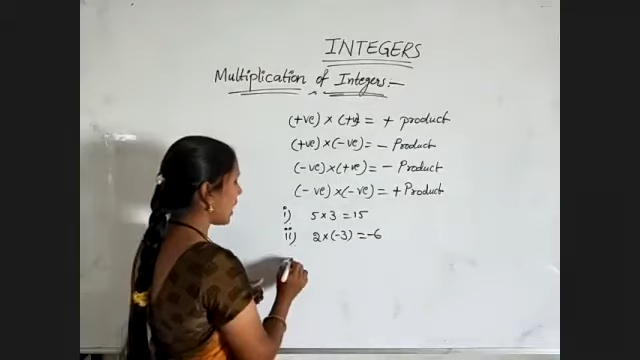 INTEGERS
Multiplication of Integers:-
(+ve) × (+ve) = + product
(+ve) × (-ve) = - Product
(-ve) × (+ve) = - Product
(-ve) × (-ve) = + Product
i) 5 × 3 = 15
ii) 2 × (-3) = -6